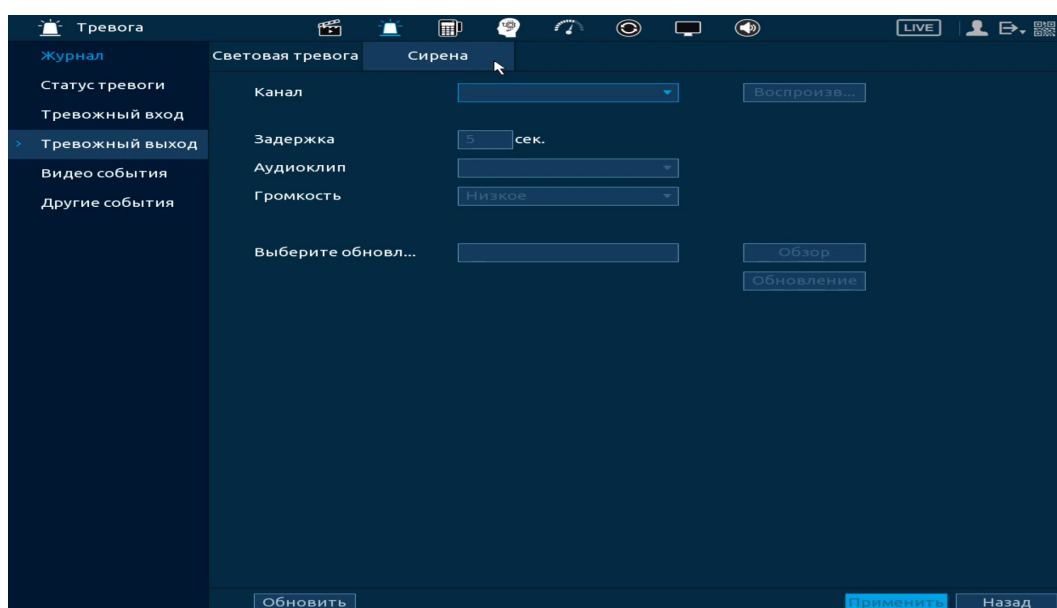 Тревога LIVE
Журнал
Световая тревога Сирена
Статус тревоги
Канал Воспроизв...
Тревожный вход
> Тревожный выход
Задержка 5 сек.
Аудиоклип
Видео события
Громкость Низкое
Другие события
Выберите обновл... Обзор
Обновление
Обновить Применить Назад